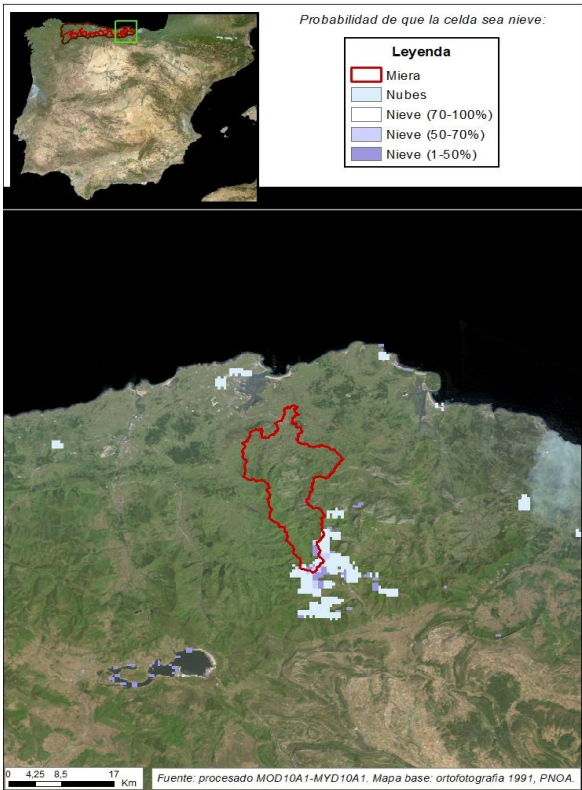 Probabilidad de que la celda sea nieve:
Leyenda
Miera
Nubes
Nieve (70-100%)
Nieve (50-70%)
Nieve (1-50%)
0 4,25 8,5 17
Km
Fuente: procesado MOD10A1-MYD10A1. Mapa base: ortofotografia 1991, PNOA.